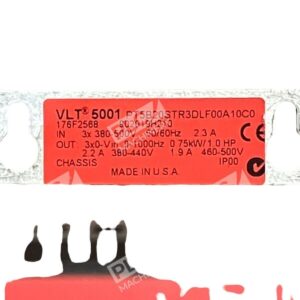 VLT® 5001 P T5B20STR3DLF00A10C0
176F2568
IN 3x 380-500V 50/60Hz 2.3 A
OUT 3x0-Vin 0-1000Hz 0.75kW/1.0 HP
2.2 A 380-440V 1.9 A 460-500V
CHASSIS IP00
MADE IN U.S.A